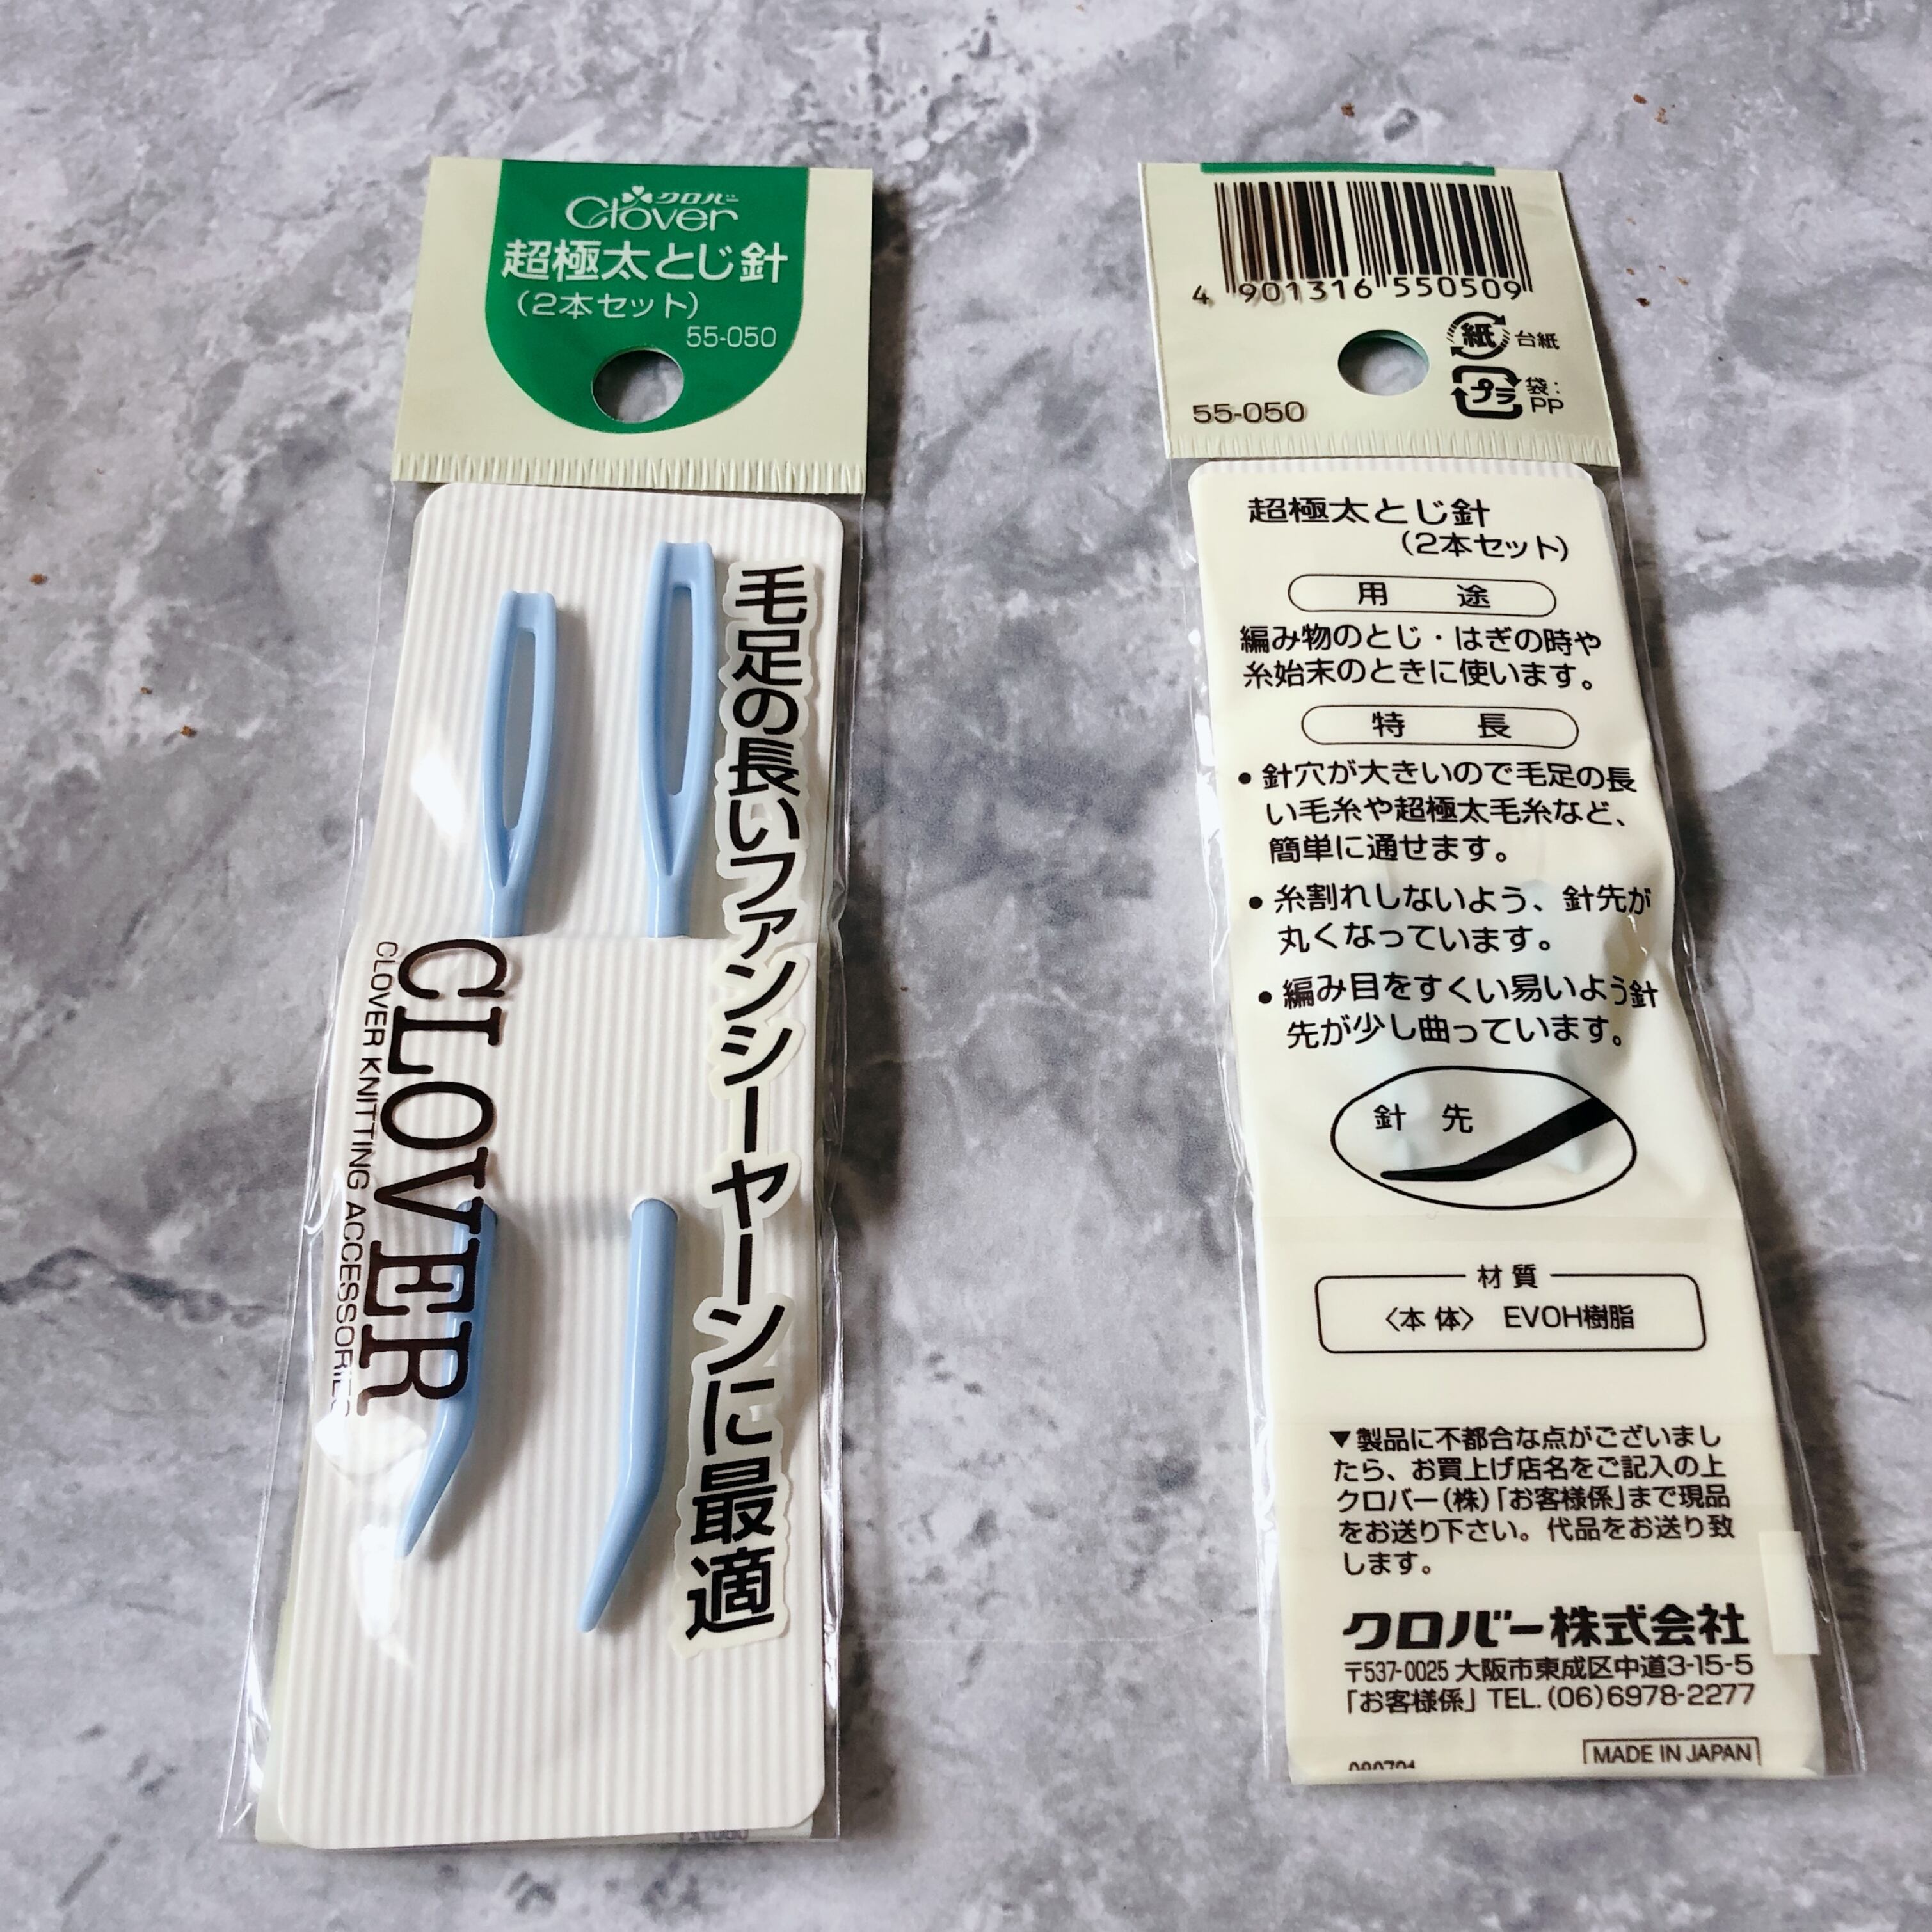 クロバー
Clover
超極太とじ針
(2本セット)
55-050
毛足の長いファンシーヤーンに最適
CLOVER
CLOVER KNITTING ACCESSORIES
4 901316 550509
紙 台紙
プラ 袋:
PP
55-050
超極太とじ針
(2本セット)
用 途
編み物のとじ・はぎの時や
糸始末のときに使います。
特 長
• 針穴が大きいので毛足の長
い毛糸や超極太毛糸など、
簡単に通せます。
• 糸割れしないよう、針先が
丸くなっています。
• 編み目をすくい易いよう針
先が少し曲っています。
針 先
材 質
〈本 体〉 EVOH樹脂
▼製品に不都合な点がございまし
たら、お買上げ店名をご記入の上
クロバー(株)「お客様係」まで現品
をお送り下さい。代品をお送り致
します。
クロバー株式会社
〒537-0025 大阪市東成区中道3-15-5
「お客様係」 TEL.(06)6978-2277
MADE IN JAPAN